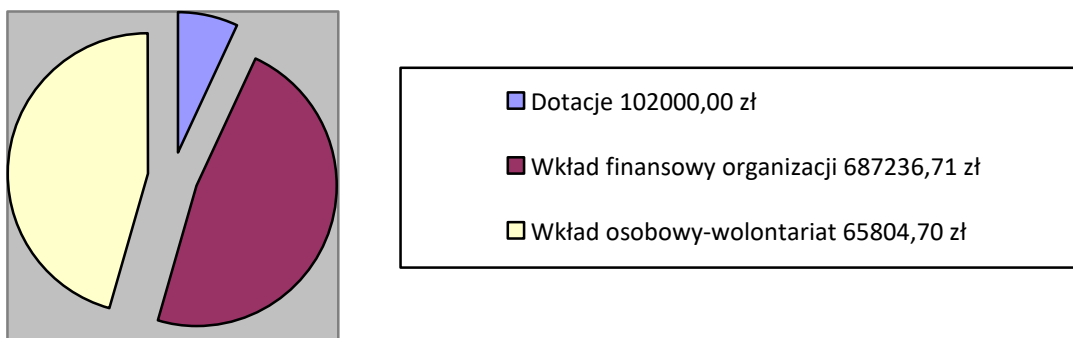 Dotacje 102000,00 zł
Wkład finansowy organizacji 687236,71 zł
Wkład osobowy-wolontariat 65804,70 zł